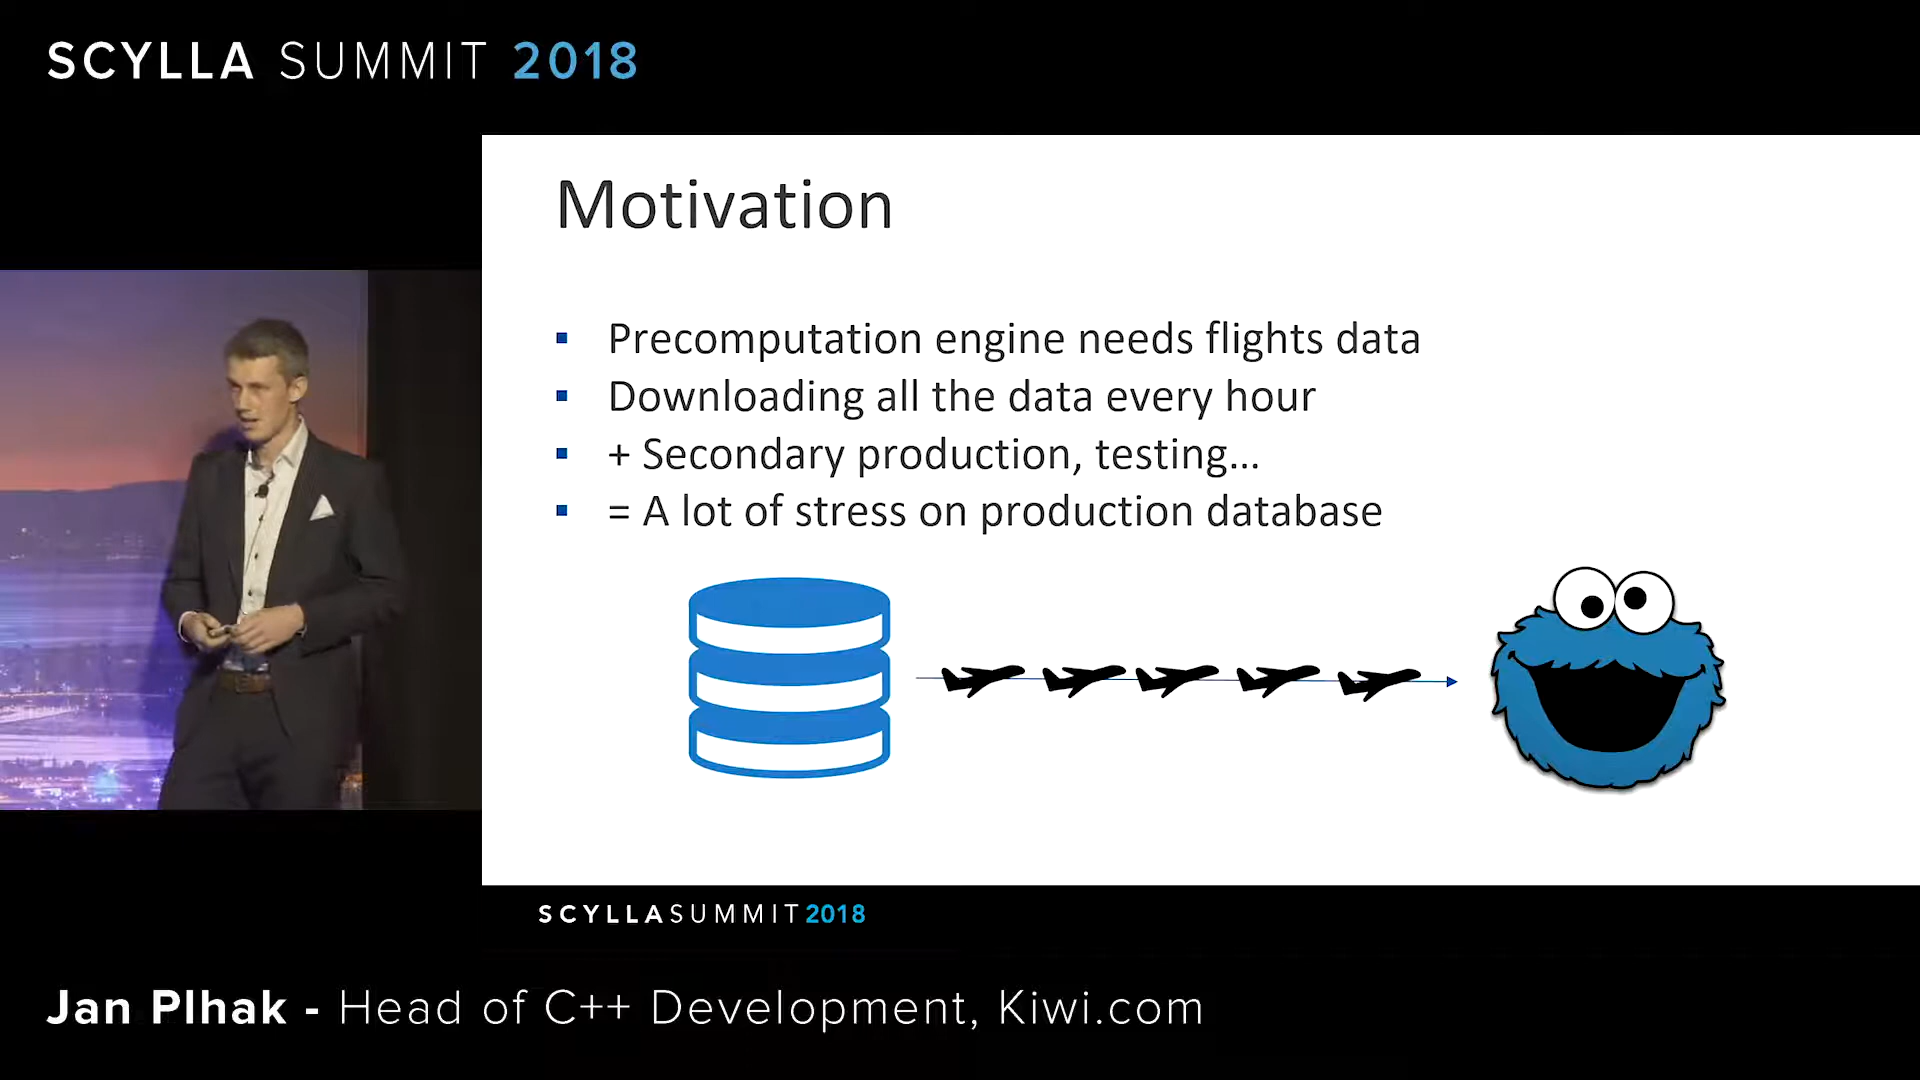 SCYLLA SUMMIT 2018
Motivation
▪ Precomputation engine needs flights data
▪ Downloading all the data every hour
▪ + Secondary production, testing...
▪ = A lot of stress on production database
SCYLLASUMMIT2018
Jan Plhak - Head of C++ Development, Kiwi.com